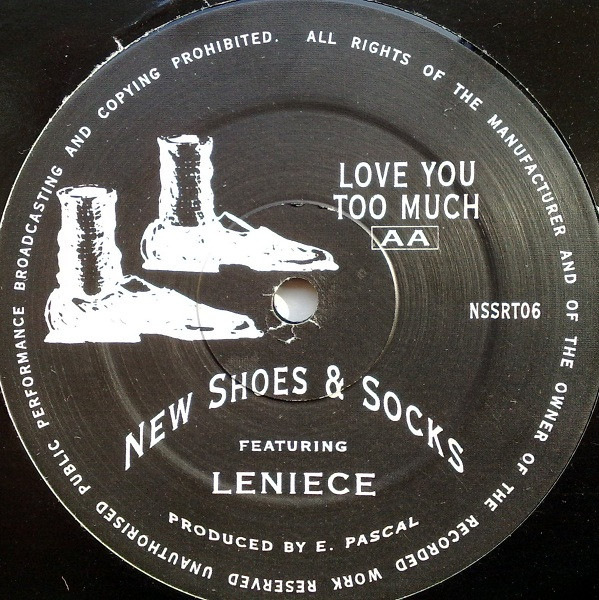 ALL RIGHTS OF THE MANUFACTURER AND OF THE OWNER OF THE RECORDED WORK RESERVED UNAUTHORISED PUBLIC PERFORMANCE BROADCASTING AND COPYING PROHIBITED.
LOVE YOU
TOO MUCH
AA
NSSRT06
NEW SHOES & SOCKS
FEATURING
LENIECE
PRODUCED BY E. PASCAL